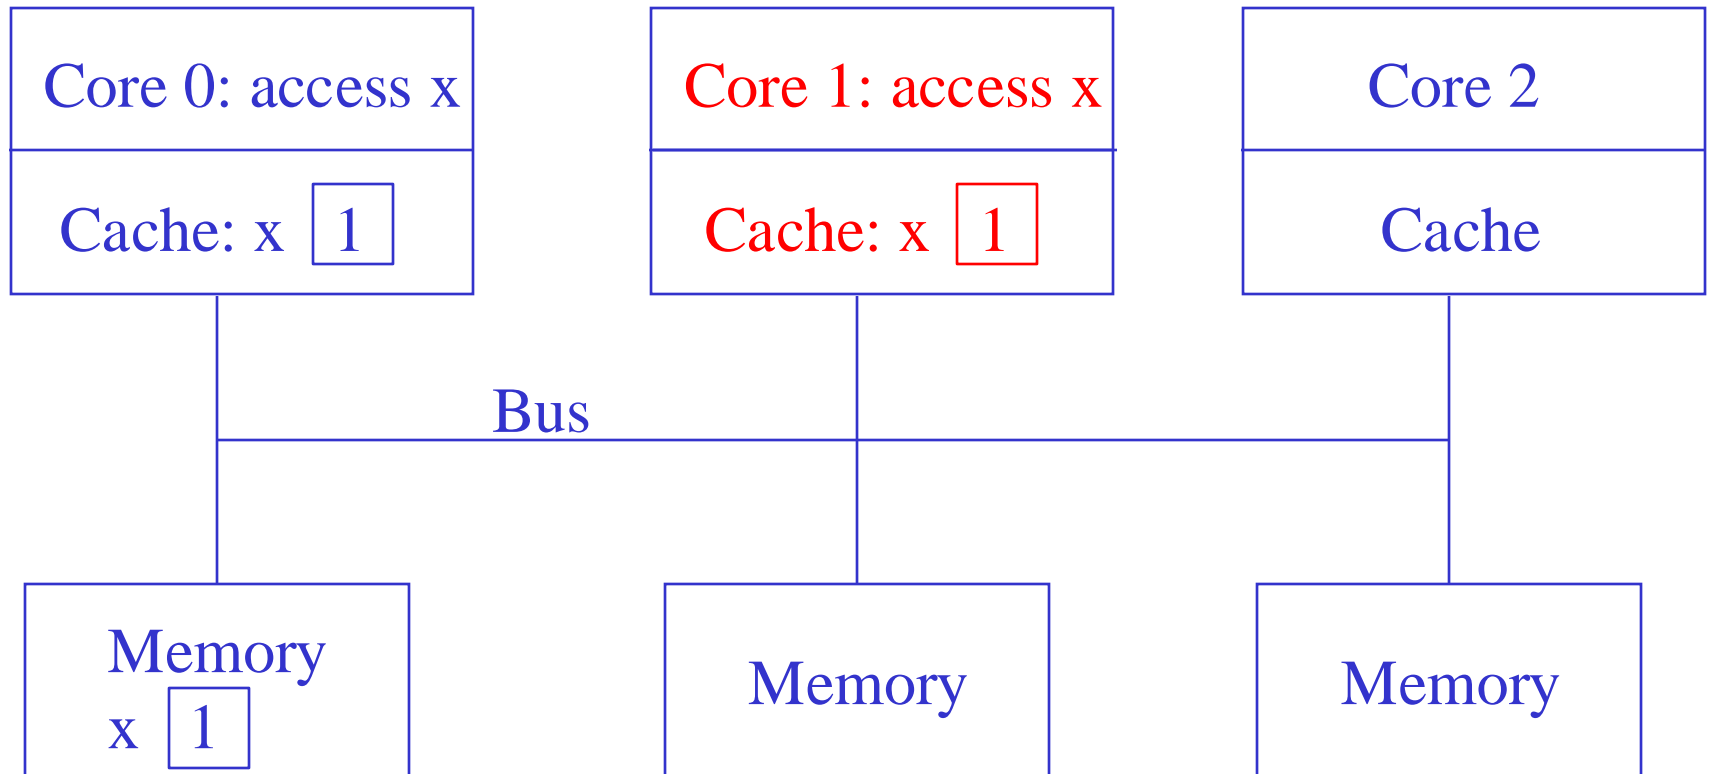 Core 0: access x
Core 1: access x
Core 2
Cache: x 1
Cache: x 1
Cache
Bus
Memory
x 1
Memory
Memory